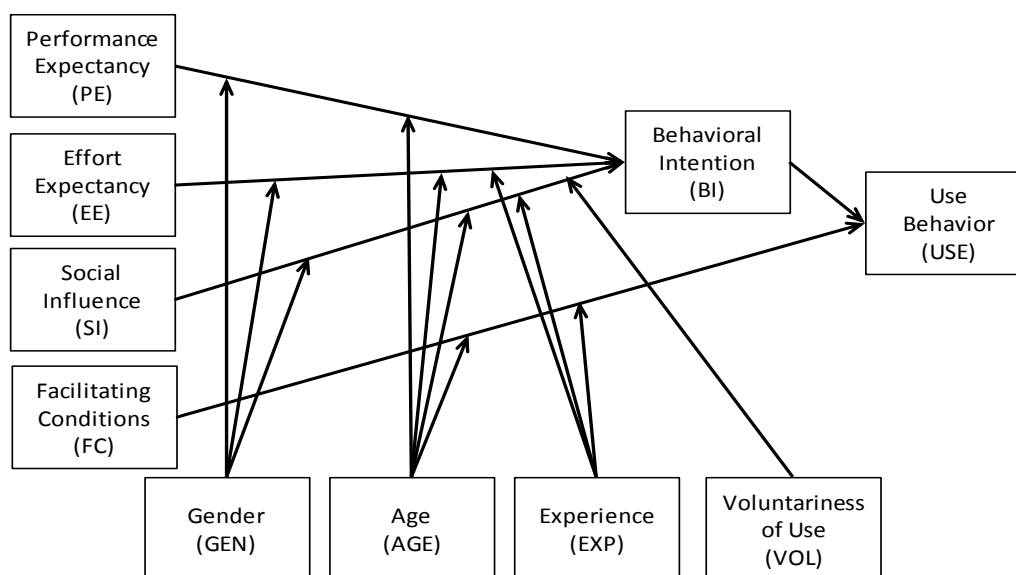 Performance
Expectancy
(PE)
Effort
Expectancy
(EE)
Social
Influence
(SI)
Facilitating
Conditions
(FC)
Behavioral
Intention
(BI)
Use
Behavior
(USE)
Gender
(GEN)
Age
(AGE)
Experience
(EXP)
Voluntariness
of Use
(VOL)